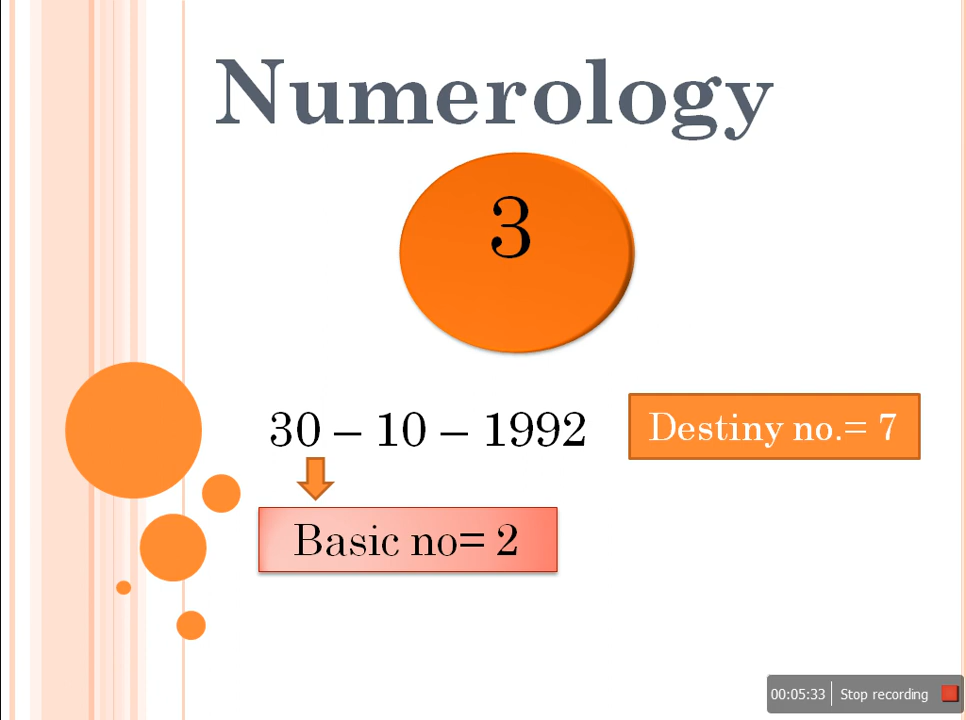 Numerology
3
30 – 10 – 1992
Destiny no.= 7
Basic no= 2
00:05:33 Stop recording